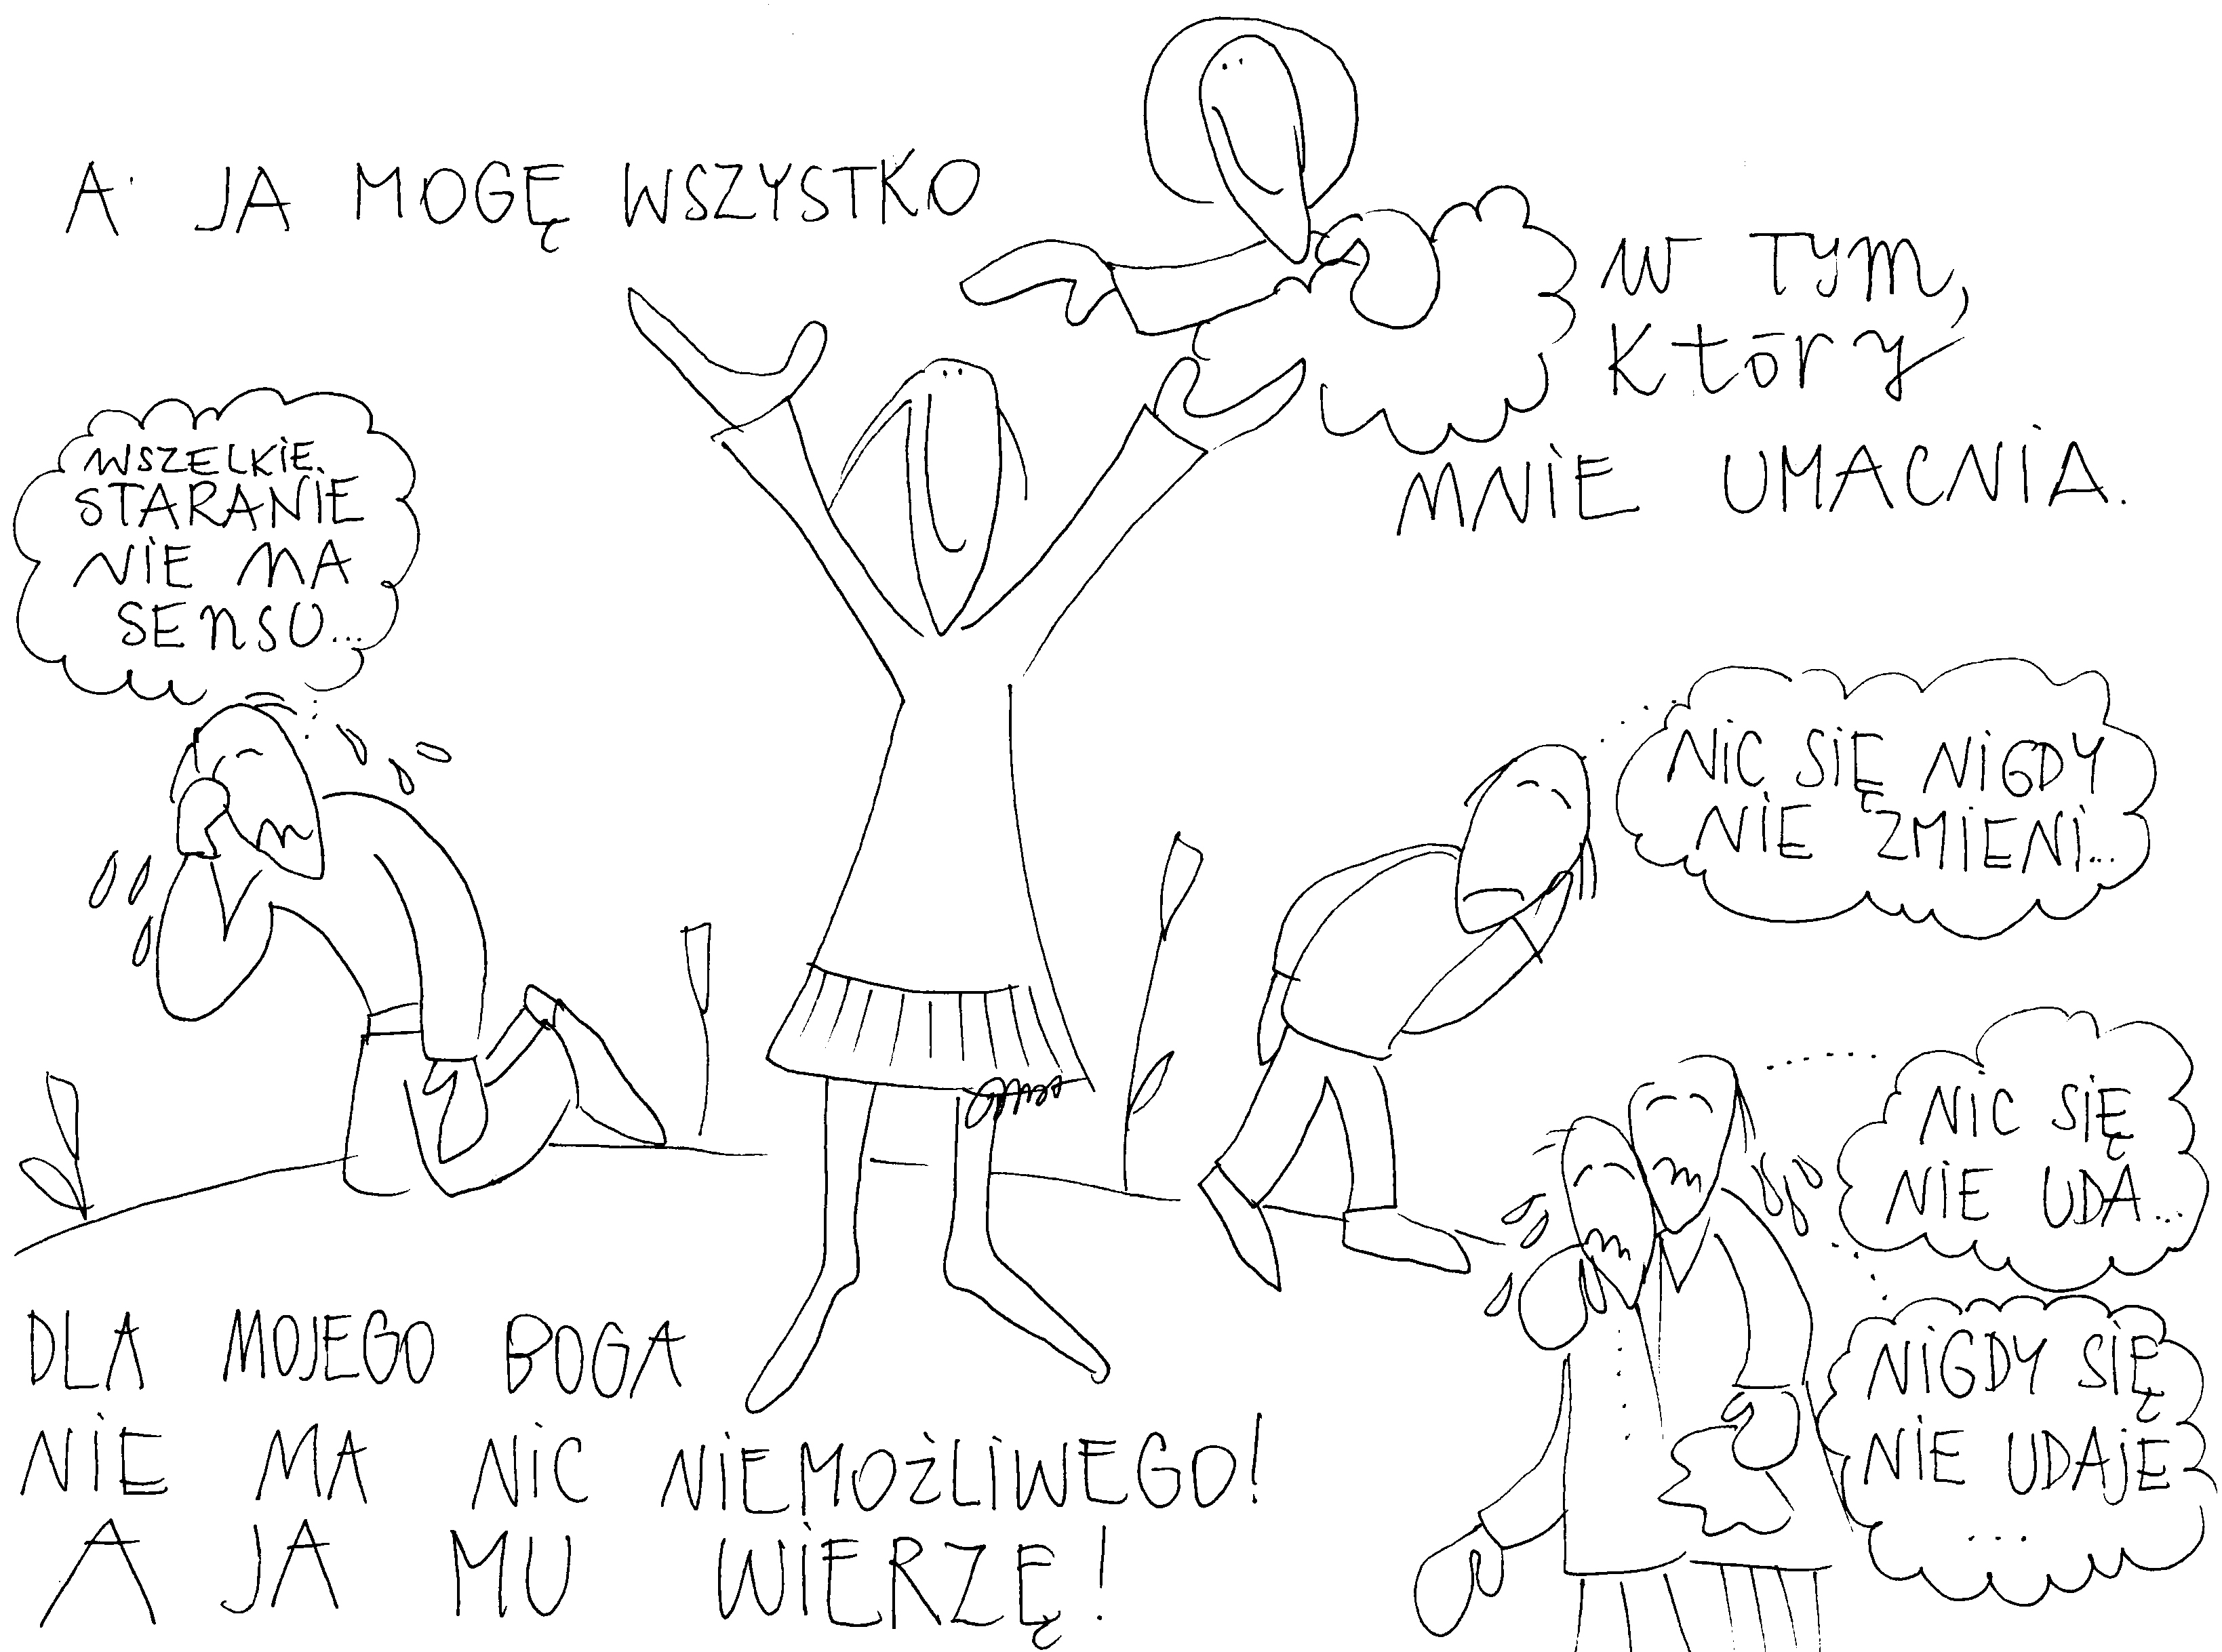 A JA MOGĘ WSZYSTKO
W TYM,
KtÓry
MNIE UMACNIA.
WSZELKIE
STARANIE
NIE MA
SENSU...
NIC SIĘ NIGDY
NIE ZMIENI...
NIC SIĘ
NIE UDA...
NIGDY SIĘ
NIE UDAJE
...
DLA MOJEGO BOGA
NIE MA NIC NIEMOŻLIWEGO!
A JA MU WIERZĘ!